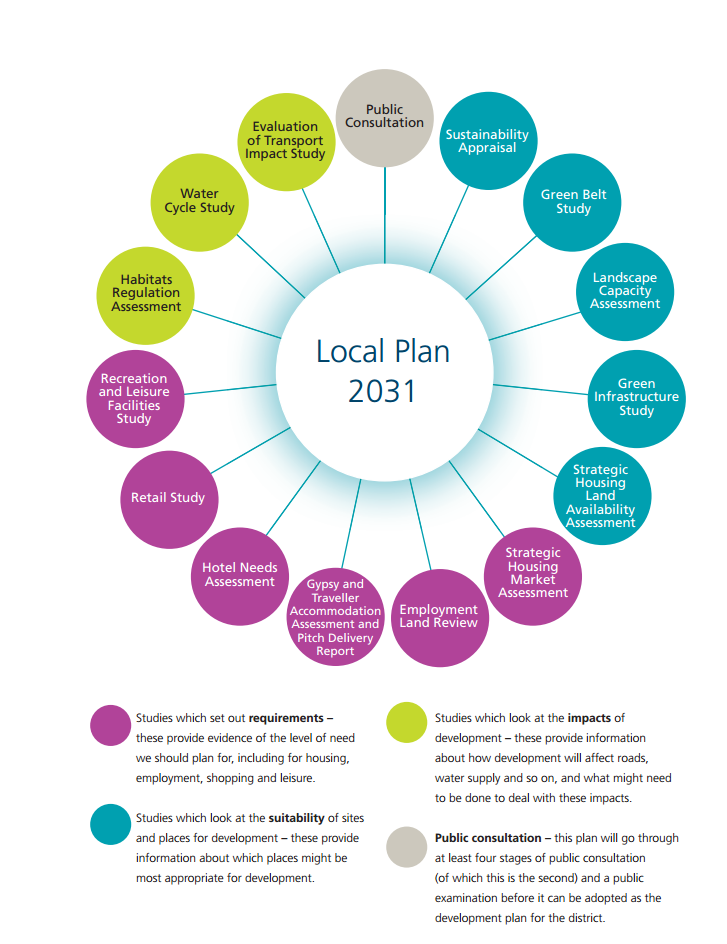 Public
Consultation
Sustainability
Appraisal
Green Belt
Study
Landscape
Capacity
Assessment
Green
Infrastructure
Study
Strategic
Housing
Land
Availability
Assessment
Strategic
Housing
Market
Assessment
Employment
Land Review
Gypsy and
Traveller
Accommodation
Assessment and
Pitch Delivery
Report
Hotel Needs
Assessment
Retail Study
Recreation
and Leisure
Facilities
Study
Habitats
Regulation
Assessment
Water
Cycle Study
Evaluation
of Transport
Impact Study
Local Plan
2031
Studies which set out requirements –
these provide evidence of the level of need
we should plan for, including for housing,
employment, shopping and leisure.
Studies which look at the suitability of sites
and places for development – these provide
information about which places might be
most appropriate for development.
Studies which look at the impacts of
development – these provide information
about how development will affect roads,
water supply and so on, and what might need
to be done to deal with these impacts.
Public consultation – this plan will go through
at least four stages of public consultation
(of which this is the second) and a public
examination before it can be adopted as the
development plan for the district.